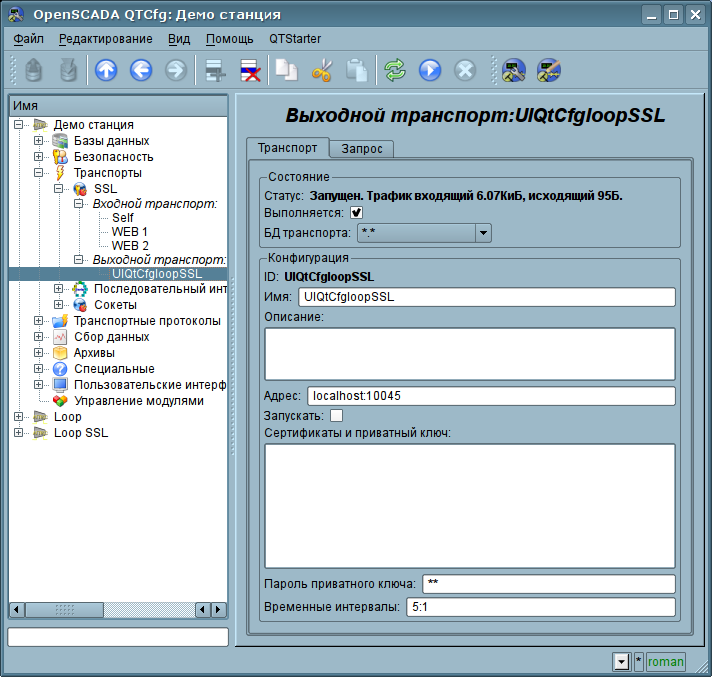 OpenSCADA QTCfg: Демо станция
Файл Редактирование Вид Помощь QTStarter
Имя
Демо станция
Базы данных
Безопасность
Транспорты
SSL
Входной транспорт:
Self
WEB 1
WEB 2
Выходной транспорт:
UIQtCfgloopSSL
Последовательный инт
Сокеты
Транспортные протоколы
Сбор данных
Архивы
Специальные
Пользовательские интерф
Управление модулями
Loop
Loop SSL
Выходной транспорт:UIQtCfgloopSSL
Транспорт Запрос
Состояние
Статус: Запущен. Трафик входящий 6.07КиБ, исходящий 95Б.
Выполняется:
БД транспорта: *.*
Конфигурация
ID: UIQtCfgloopSSL
Имя: UIQtCfgloopSSL
Описание:
Адрес: localhost:10045
Запускать:
Сертификаты и приватный ключ:
Пароль приватного ключа: **
Временные интервалы: 5:1
* roman